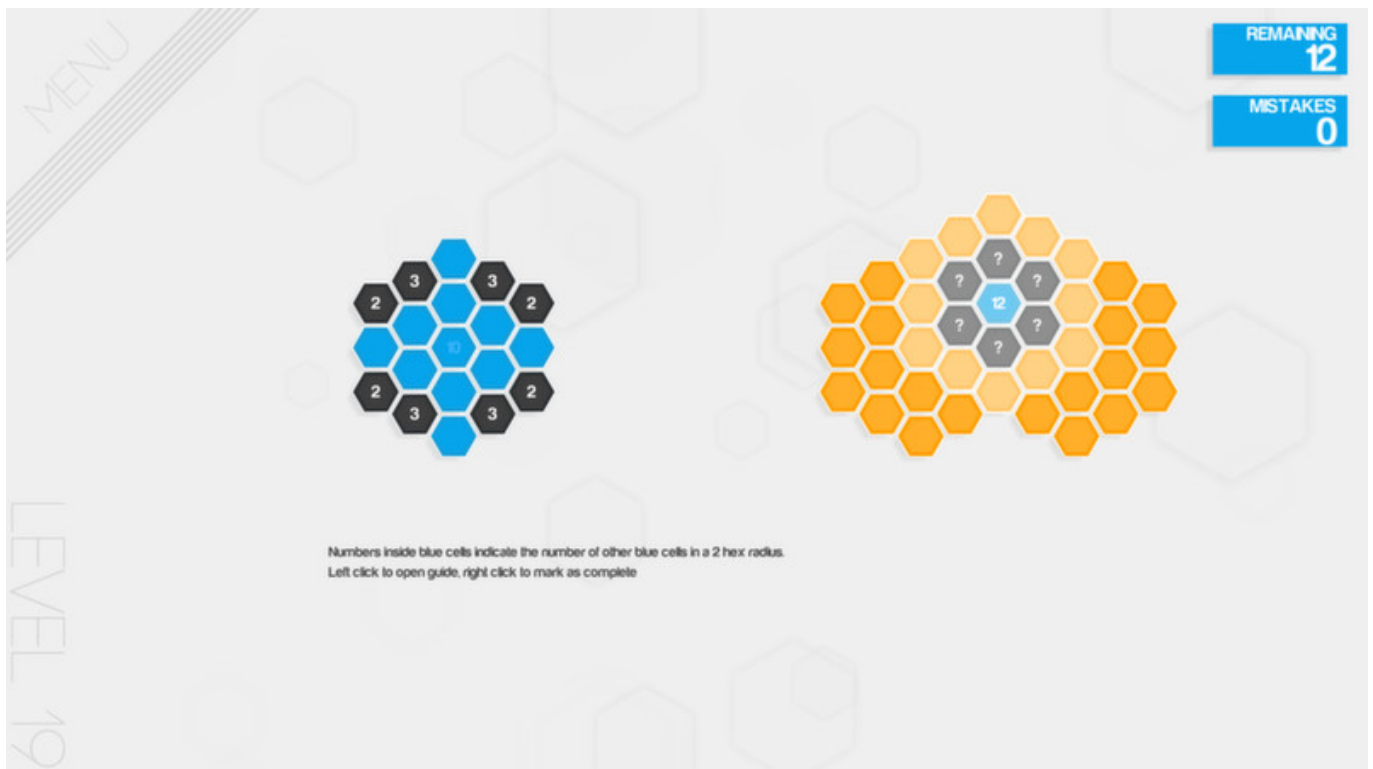 MENU
REMAINING
12
MISTAKES
0
3 3
2 2
10
2 2
3 3
?
? ?
12
? ?
?
Numbers inside blue cells indicate the number of other blue cells in a 2 hex radius.
Left click to open guide, right click to mark as complete
LEVEL 19